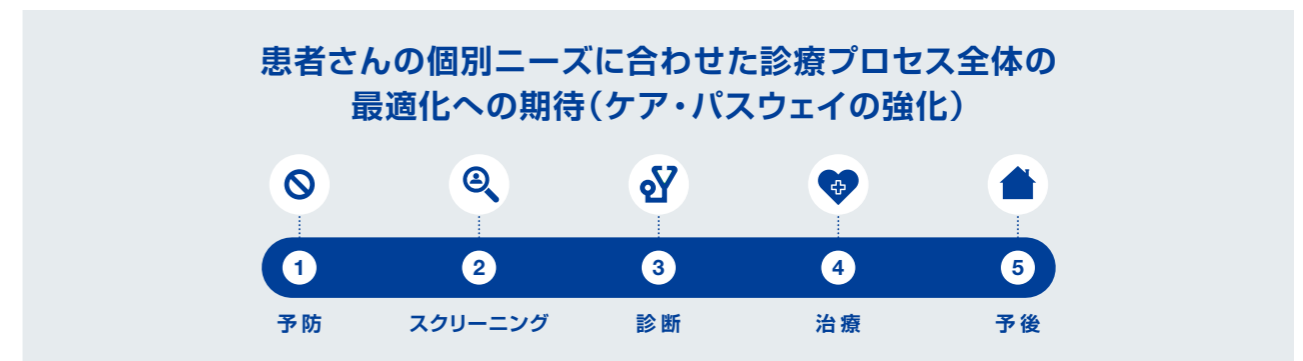 患者さんの個別ニーズに合わせた診療プロセス全体の
最適化への期待(ケア・パスウェイの強化)
1 2 3 4 5
予防 スクリーニング 診断 治療 予後